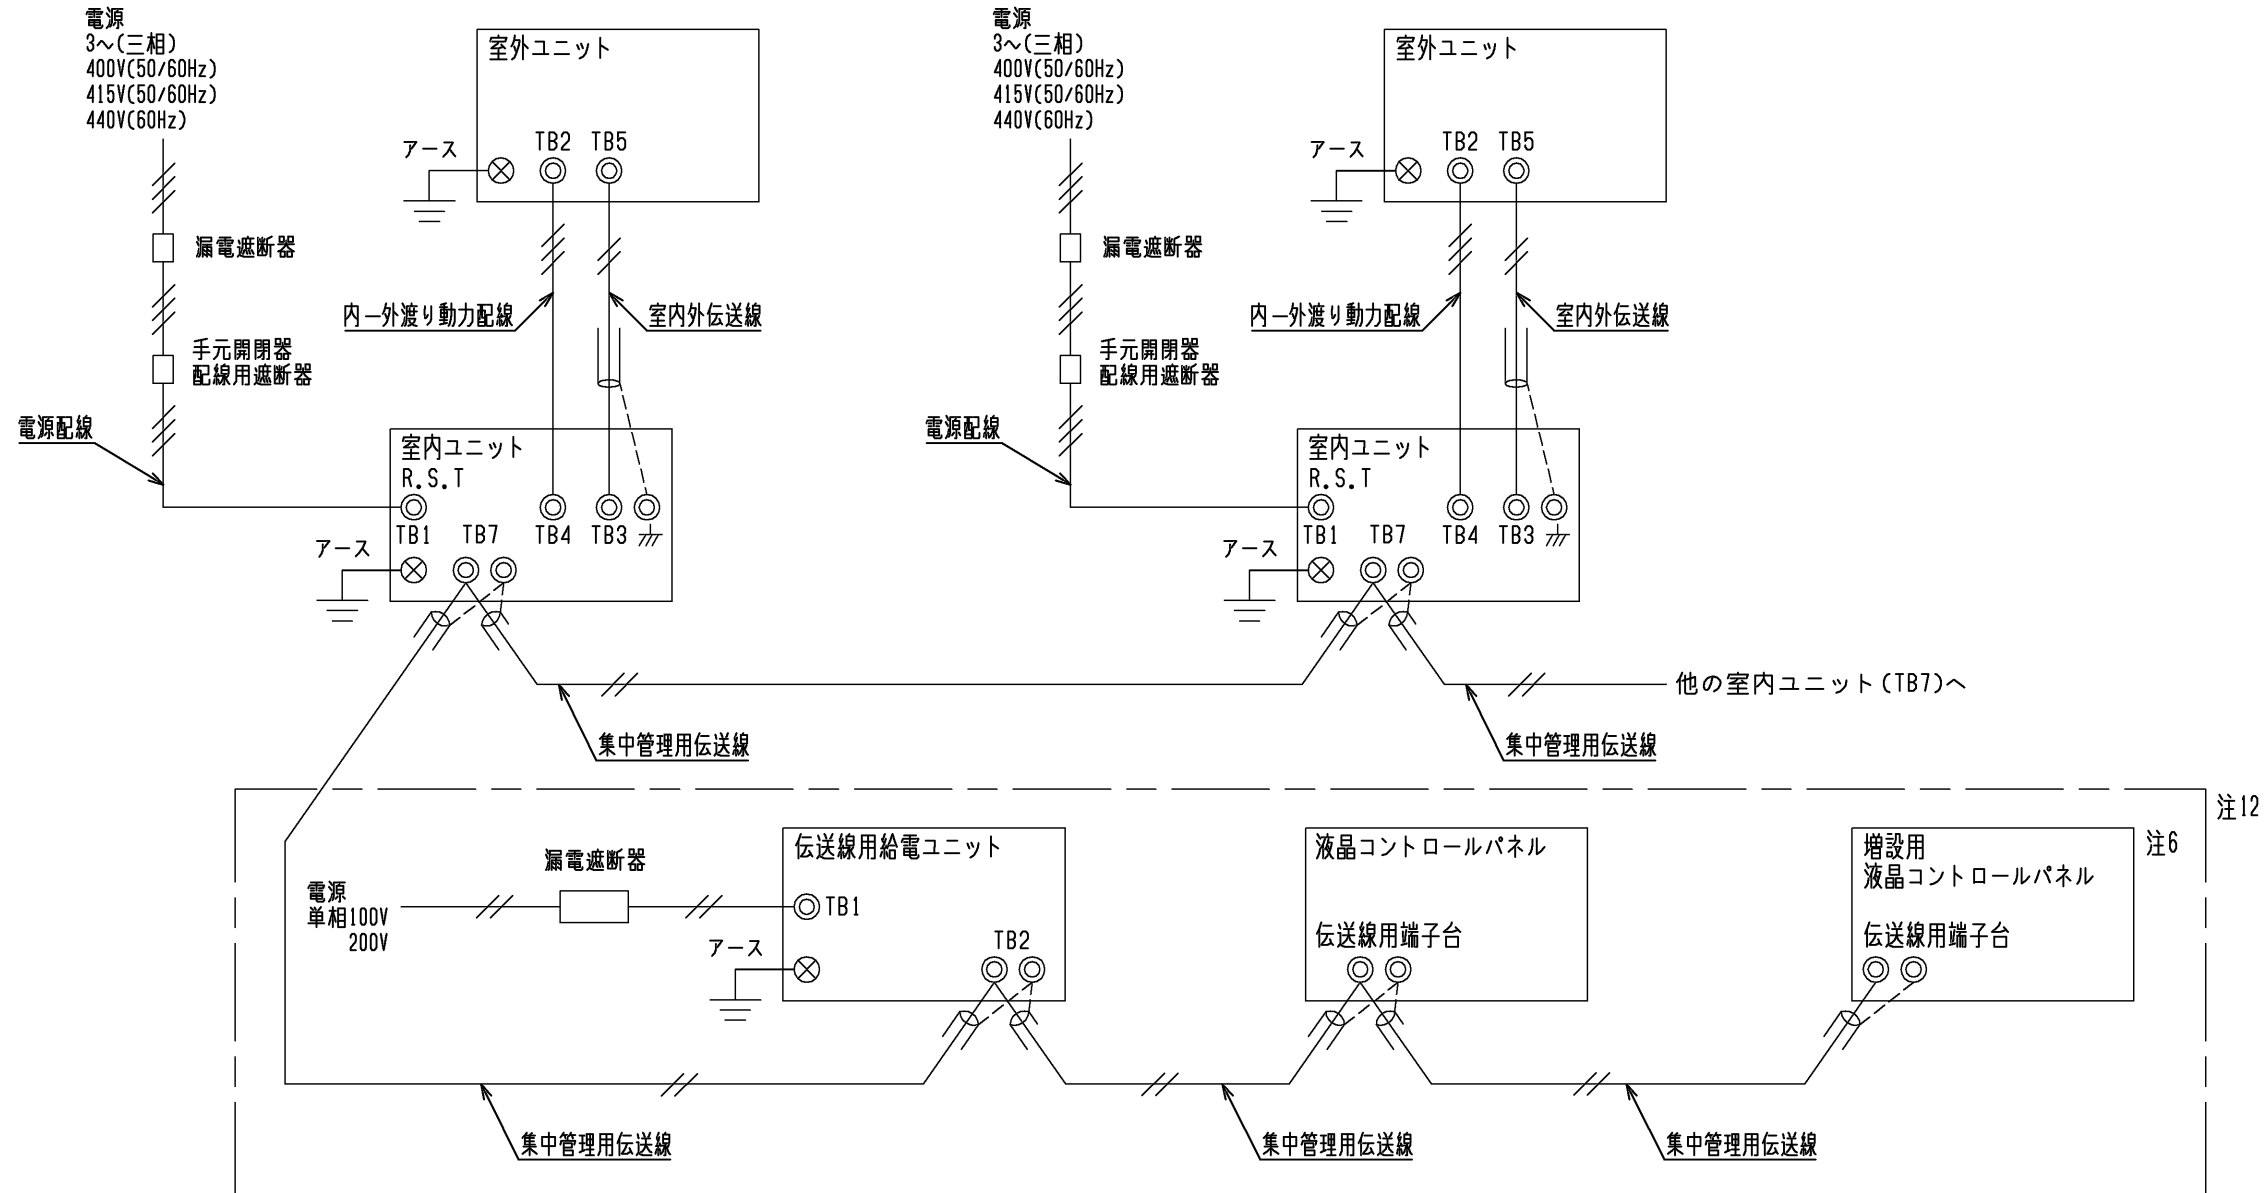 電源
3~(三相)
400V(50/60Hz)
415V(50/60Hz)
440V(60Hz)
室外ユニット
アース
TB2 TB5
漏電遮断器
内ー外渡り動力配線
室内外伝送線
手元開閉器
配線用遮断器
電源配線
室内ユニット
R.S.T
TB1 TB7 TB4 TB3
アース
集中管理用伝送線
電源
3~(三相)
400V(50/60Hz)
415V(50/60Hz)
440V(60Hz)
室外ユニット
アース
TB2 TB5
漏電遮断器
内ー外渡り動力配線
室内外伝送線
手元開閉器
配線用遮断器
電源配線
室内ユニット
R.S.T
TB1 TB7 TB4 TB3
アース
他の室内ユニット(TB7)へ
集中管理用伝送線
注12
注6
電源
単相100V
200V
漏電遮断器
伝送線用給電ユニット
TB1
アース
TB2
液晶コントロールパネル
伝送線用端子台
増設用
液晶コントロールパネル
伝送線用端子台
集中管理用伝送線
集中管理用伝送線
集中管理用伝送線